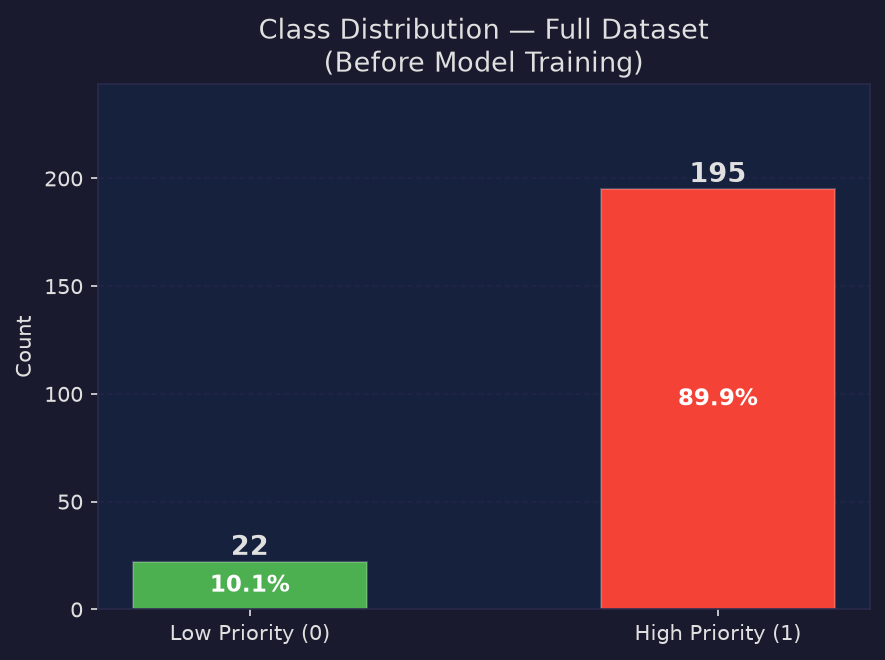 Class Distribution — Full Dataset
(Before Model Training)
Count
200
150
100
50
0
195
89.9%
22
10.1%
Low Priority (0)
High Priority (1)